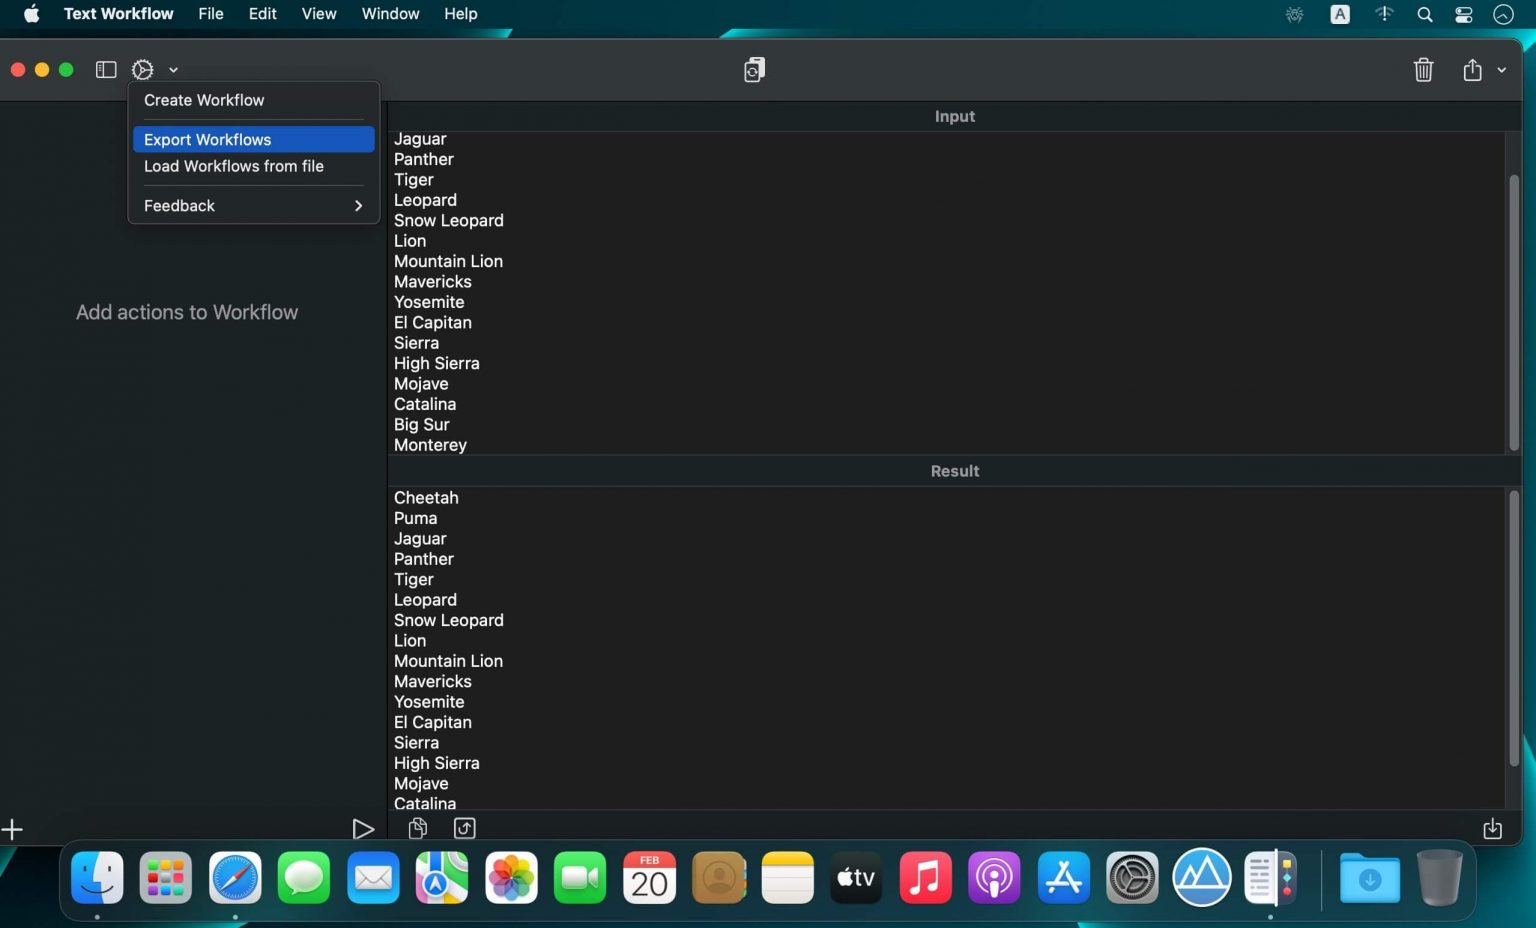 Text Workflow File Edit View Window Help A
Create Workflow
Export Workflows
Load Workflows from file
Feedback
Add actions to Workflow
Input
Jaguar
Panther
Tiger
Leopard
Snow Leopard
Lion
Mountain Lion
Mavericks
Yosemite
El Capitan
Sierra
High Sierra
Mojave
Catalina
Big Sur
Monterey
Result
Cheetah
Puma
Jaguar
Panther
Tiger
Leopard
Snow Leopard
Lion
Mountain Lion
Mavericks
Yosemite
El Capitan
Sierra
High Sierra
Mojave
Catalina
FEB
20
tv